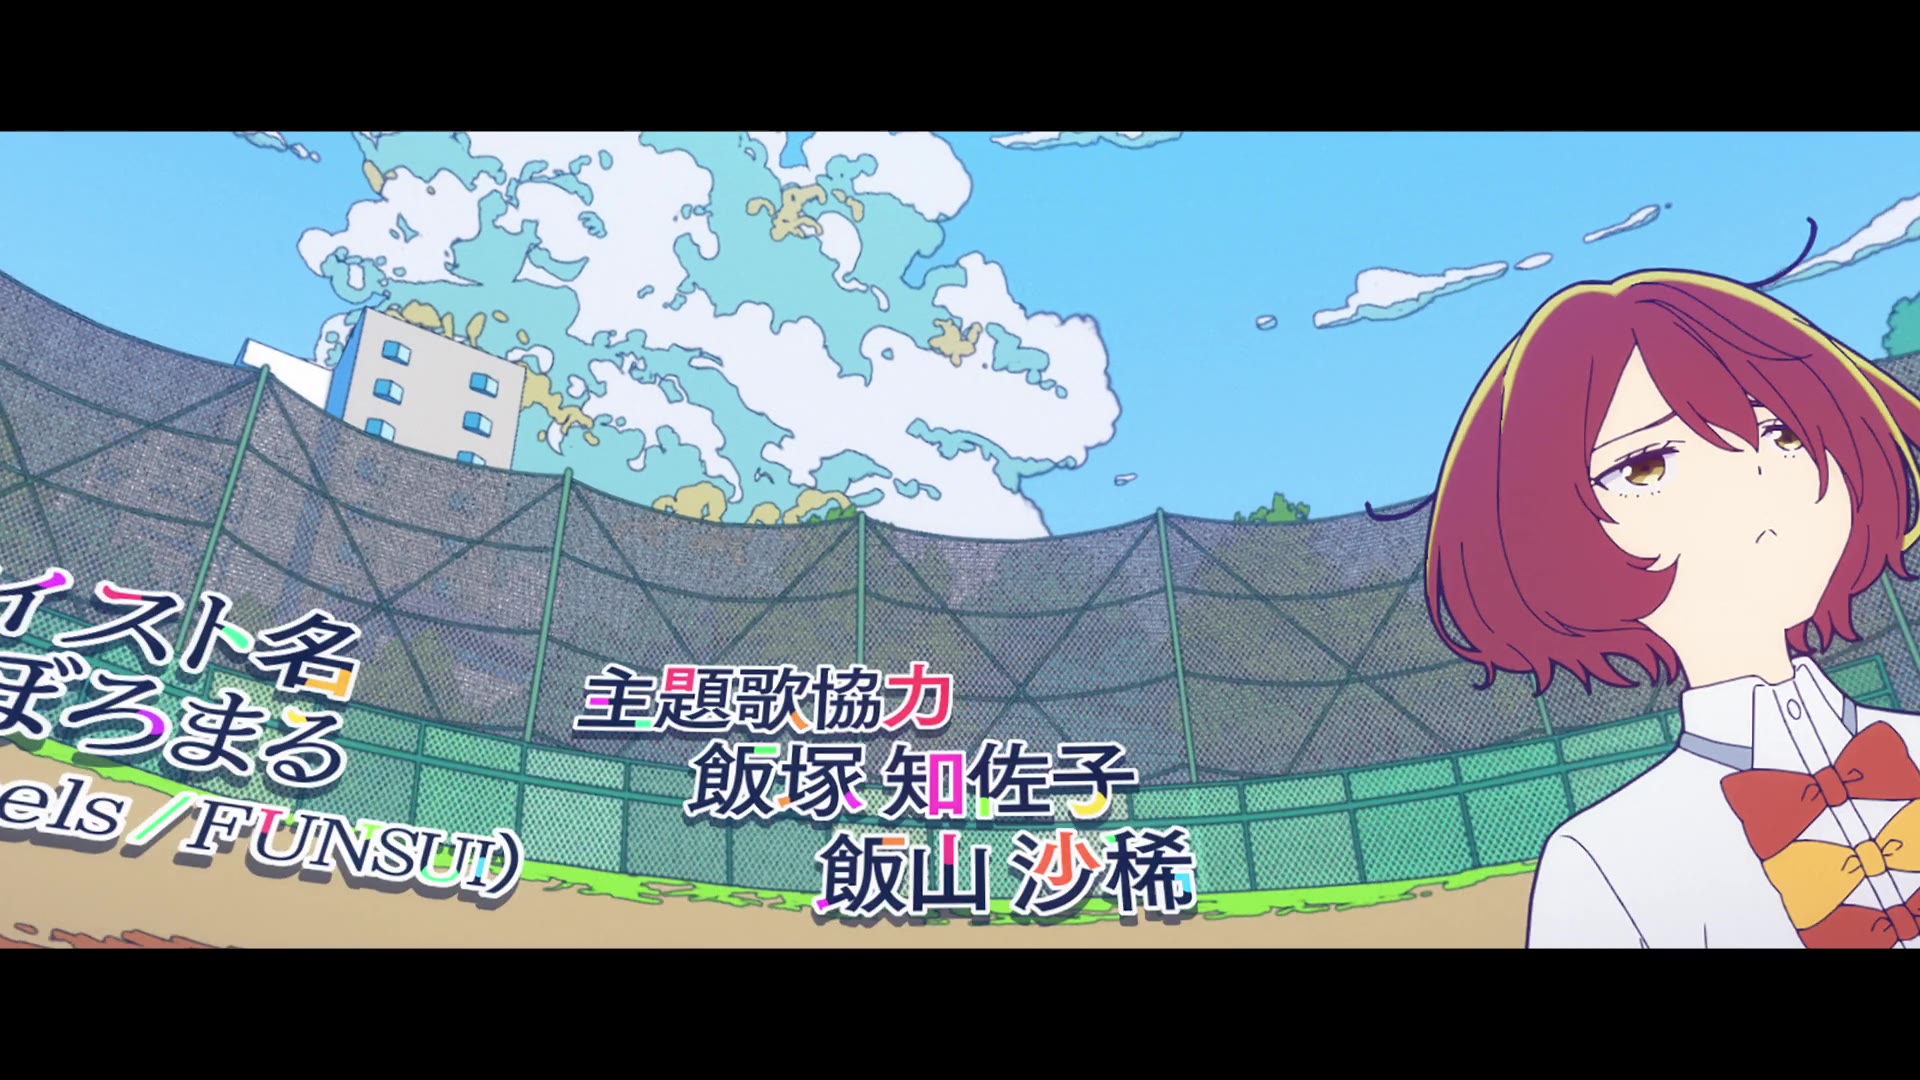 ィスト名
ぼろまる
els / FUNSUI)
主題歌協力
飯塚 知佐子
飯山 沙稀